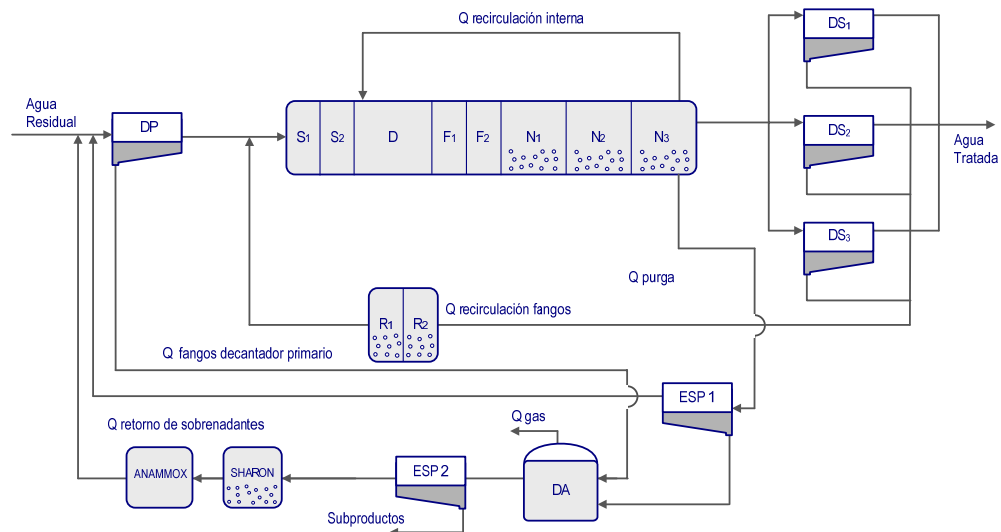 Q recirculación interna
DS1
Agua
Residual
DP
S1
S2
D
F1
F2
N1
N2
N3
DS2
Agua
Tratada
DS3
Q purga
R1
R2
Q recirculación fangos
Q fangos decantador primario
ESP 1
Q retorno de sobrenadantes
Q gas
ANAMMOX
SHARON
ESP 2
DA
Subproductos